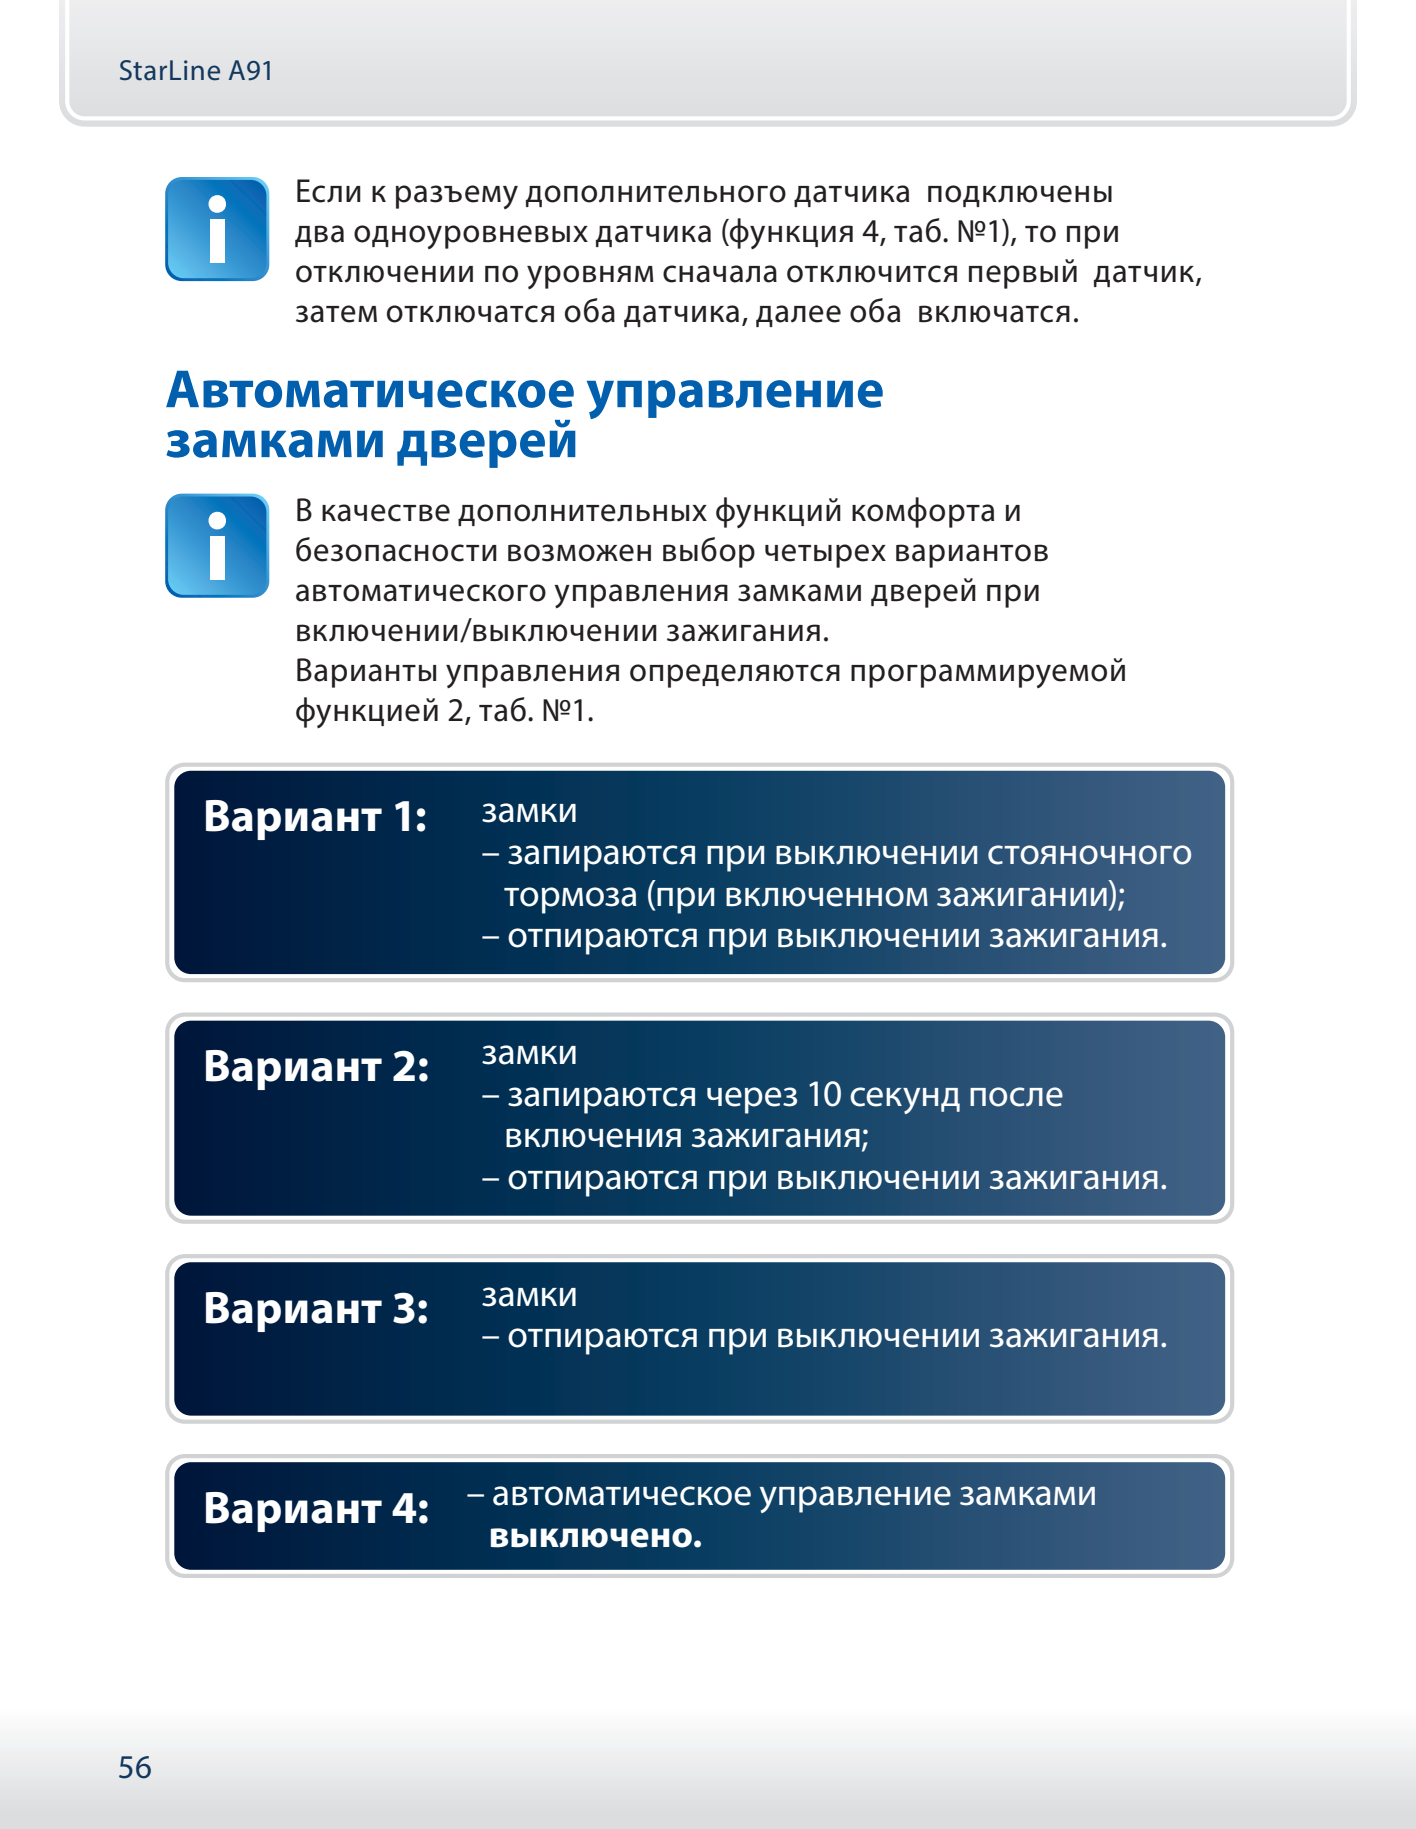 StarLine A91
Если к разъему дополнительного датчика подключены
два одноуровневых датчика (функция 4, таб. №1), то при
отключении по уровням сначала отключится первый датчик,
затем отключатся оба датчика, далее оба включатся.
Автоматическое управление
замками дверей
В качестве дополнительных функций комфорта и
безопасности возможен выбор четырех вариантов
автоматического управления замками дверей при
включении/выключении зажигания.
Варианты управления определяются программируемой
функцией 2, таб. №1.
Вариант 1:
замки
– запираются при выключении стояночного
тормоза (при включенном зажигании);
– отпираются при выключении зажигания.
Вариант 2:
замки
– запираются через 10 секунд после
включения зажигания;
– отпираются при выключении зажигания.
Вариант 3:
замки
– отпираются при выключении зажигания.
Вариант 4:
– автоматическое управление замками
выключено.
56